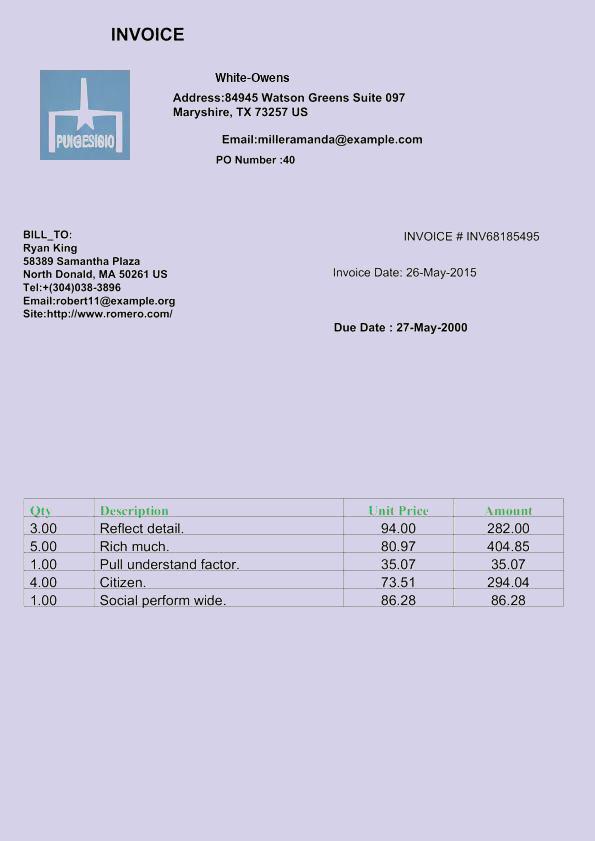 INVOICE
PUIGESIGIO
White-Owens
Address:84945 Watson Greens Suite 097
Maryshire, TX 73257 US
Email:milleramanda@example.com
PO Number :40
BILL_TO:
Ryan King
58389 Samantha Plaza
North Donald, MA 50261 US
Tel:+(304)038-3896
Email:robert11@example.org
Site:http://www.romero.com/
INVOICE # INV68185495
Invoice Date: 26-May-2015
Due Date : 27-May-2000
Qty Description Unit Price Amount
3.00 Reflect detail. 94.00 282.00
5.00 Rich much. 80.97 404.85
1.00 Pull understand factor. 35.07 35.07
4.00 Citizen. 73.51 294.04
1.00 Social perform wide. 86.28 86.28